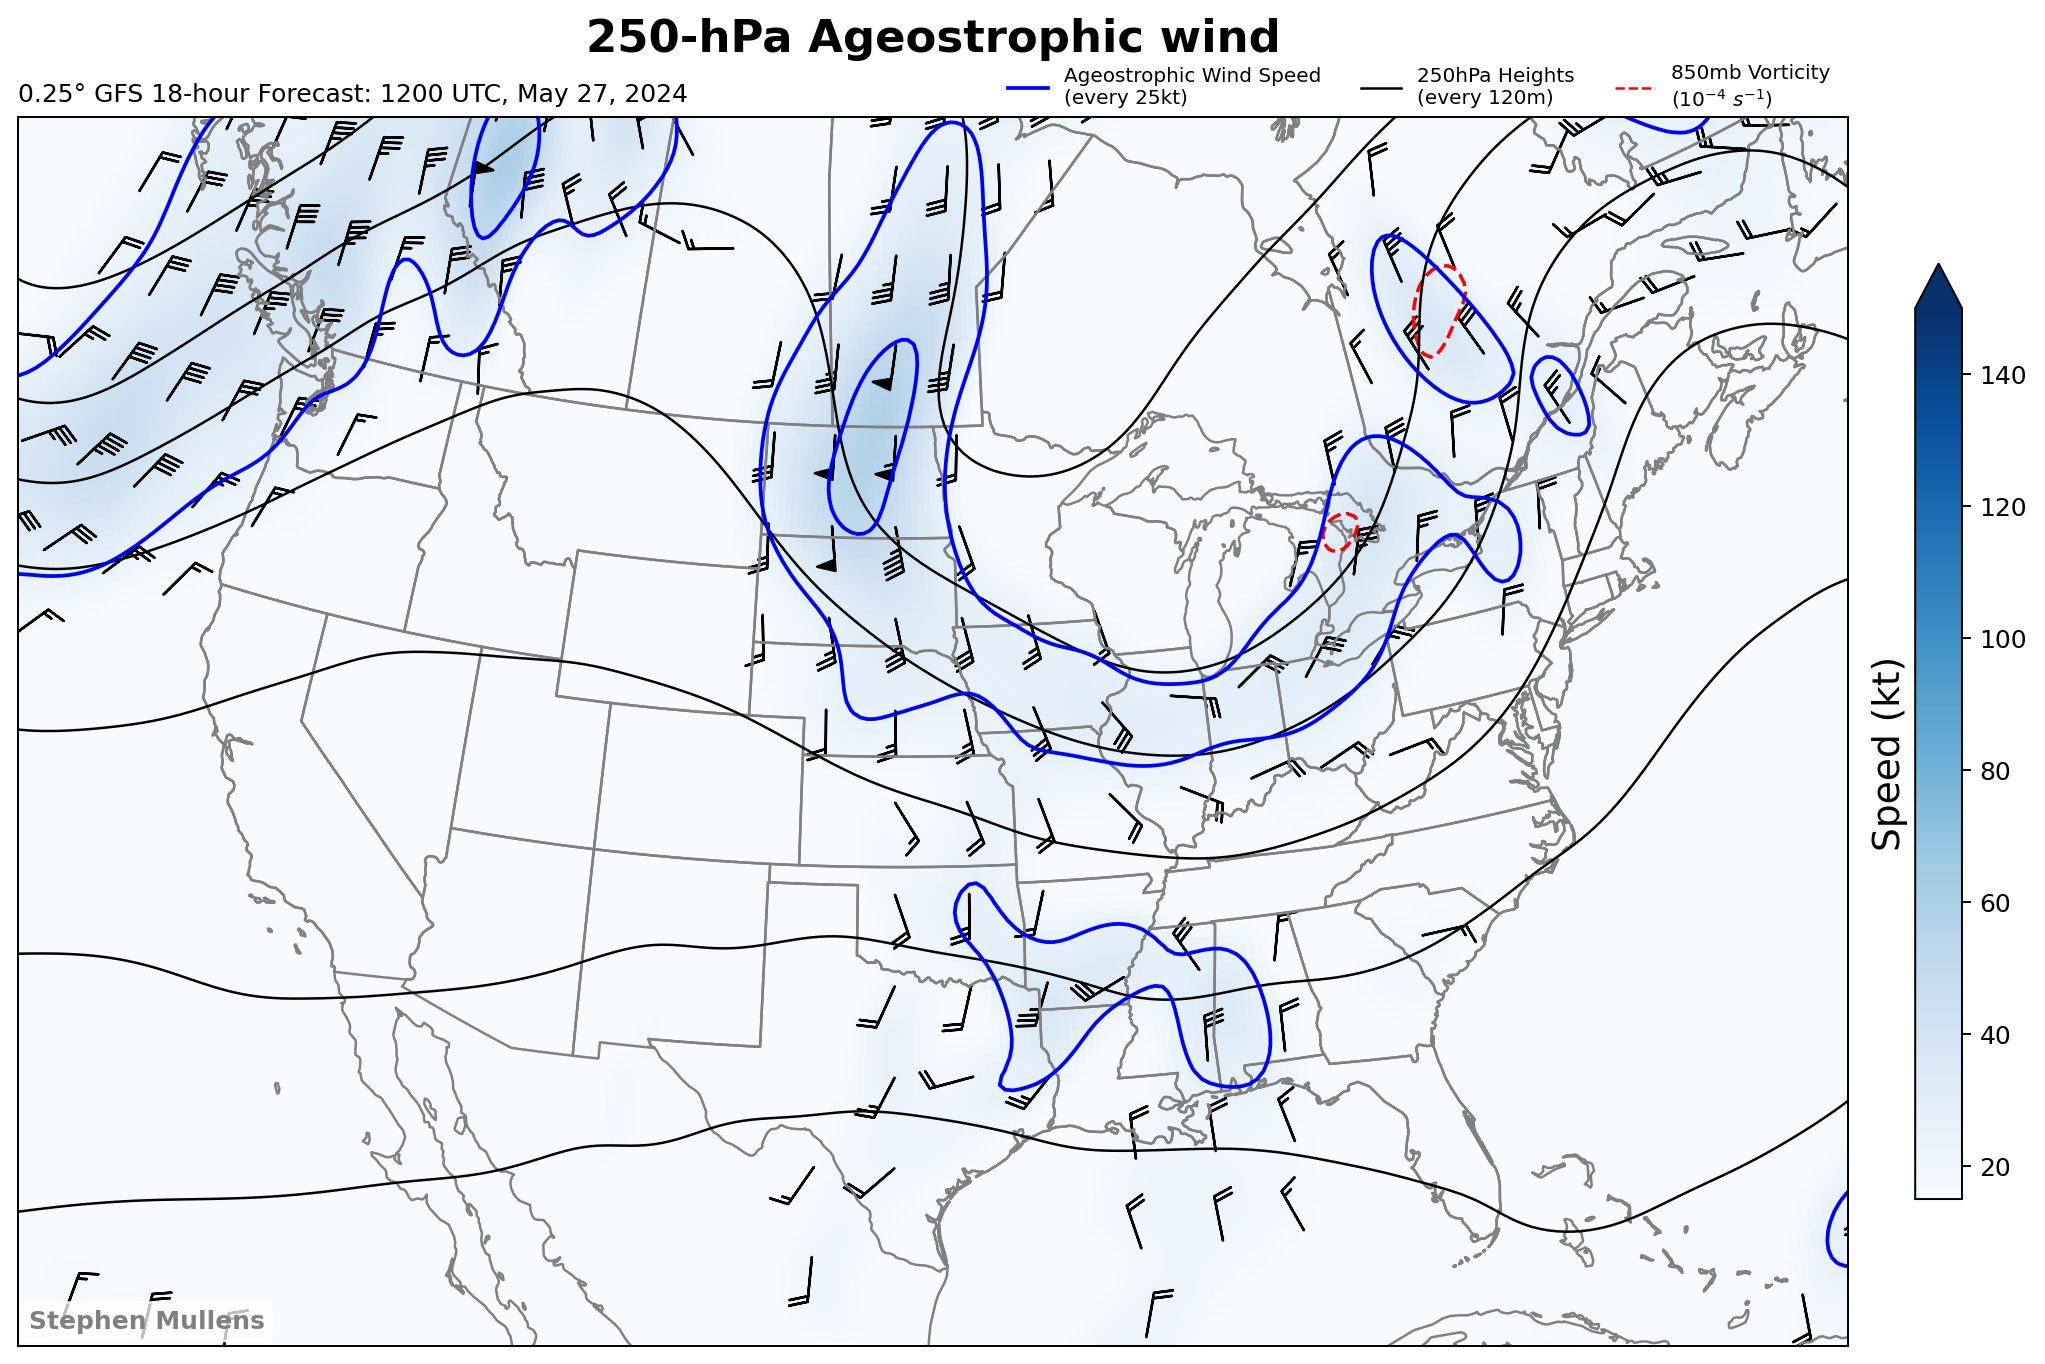 250-hPa Ageostrophic wind
0.25° GFS 18-hour Forecast: 1200 UTC, May 27, 2024
Ageostrophic Wind Speed
(every 25kt)
250hPa Heights
(every 120m)
850mb Vorticity
(10⁻⁴ s⁻¹)
140
120
100
80
60
40
20
Speed (kt)
Stephen Mullens